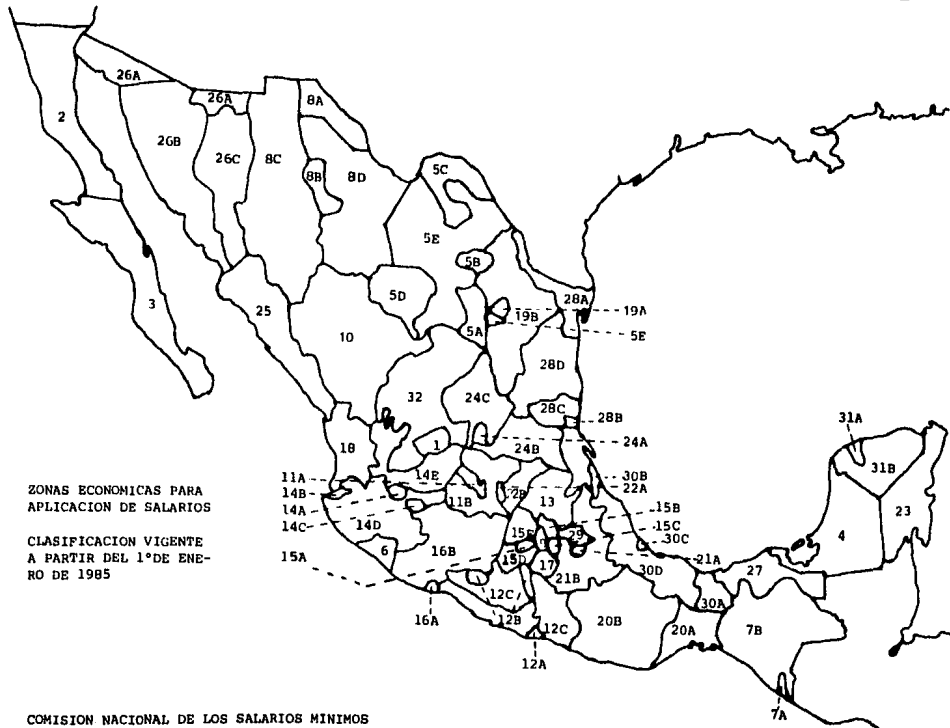 26A
26A
8A
2
26B
26C
8C
8B
8D
5C
5E
5B
5D
28A
19B
19A
3
25
5A
5E
10
28D
32
24C
28C
28B
31A
18
1
24A
24B
31B
11A
14E
30B
14B
11B
22B
13
22A
23
14A
15B
14C
14D
15E
29
15C
30C
4
6
16B
15A
15D
17
21A
21B
30D
27
12C
30A
16A
12B
12C
20B
20A
7B
12A
7A
ZONAS ECONOMICAS PARA
APLICACION DE SALARIOS
CLASIFICACION VIGENTE
A PARTIR DEL 1°DE ENE-
RO DE 1985
COMISION NACIONAL DE LOS SALARIOS MINIMOS